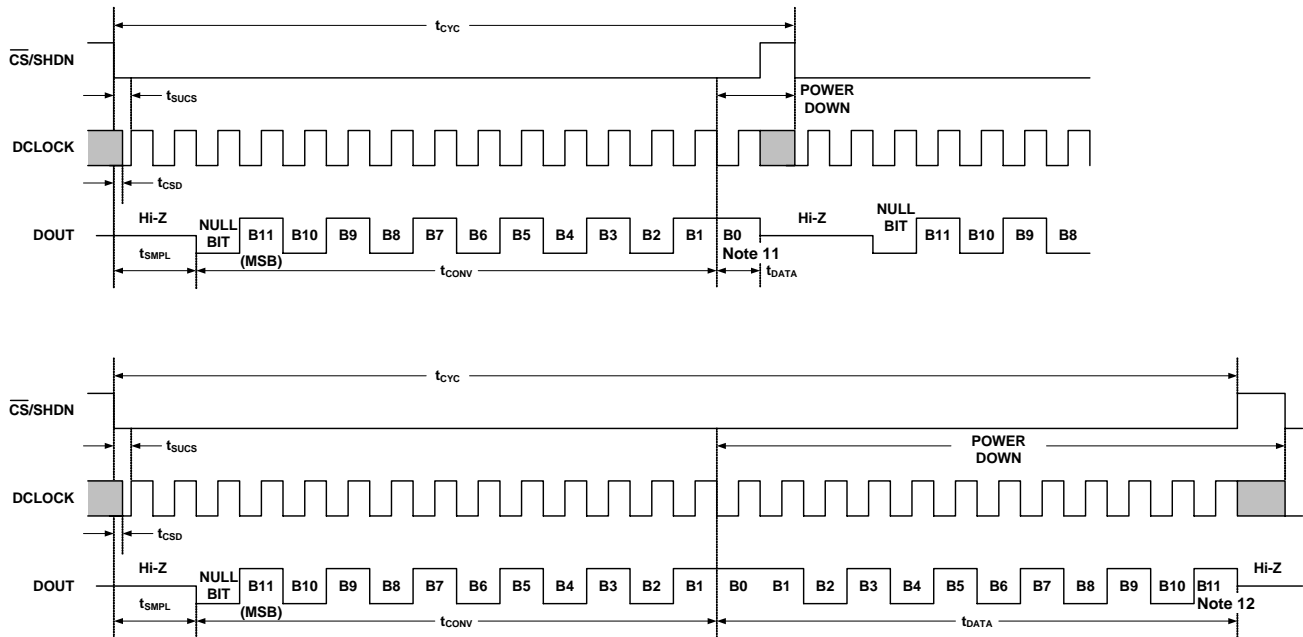 tCYC
CS/SHDN
tSUCS
POWER
DOWN
DCLOCK
tCSD
DOUT
Hi-Z
NULL
BIT
B11
(MSB)
B10
B9
B8
B7
B6
B5
B4
B3
B2
B1
B0
Note 11
Hi-Z
NULL
BIT
B11
B10
B9
B8
tSMPL
tCONV
tDATA
tCYC
CS/SHDN
tSUCS
POWER
DOWN
DCLOCK
tCSD
DOUT
Hi-Z
NULL
BIT
B11
(MSB)
B10
B9
B8
B7
B6
B5
B4
B3
B2
B1
B0
B1
B2
B3
B4
B5
B6
B7
B8
B9
B10
B11
Note 12
Hi-Z
tSMPL
tCONV
tDATA